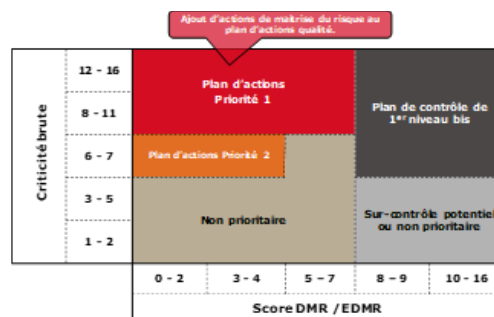 Ajout d'actions de maitrise du risque au
plan d'actions qualité.
Criticité brute
12 – 16
8 – 11
6 – 7
3 – 5
1 – 2
Plan d'actions
Priorité 1
Plan de contrôle de
1er niveau bis
Plan d'actions Priorité 2
Non prioritaire
Sur-contrôle potentiel
ou non prioritaire
0 – 2
3 – 4
5 – 7
8 – 9
10 – 16
Score DMR /EDMR